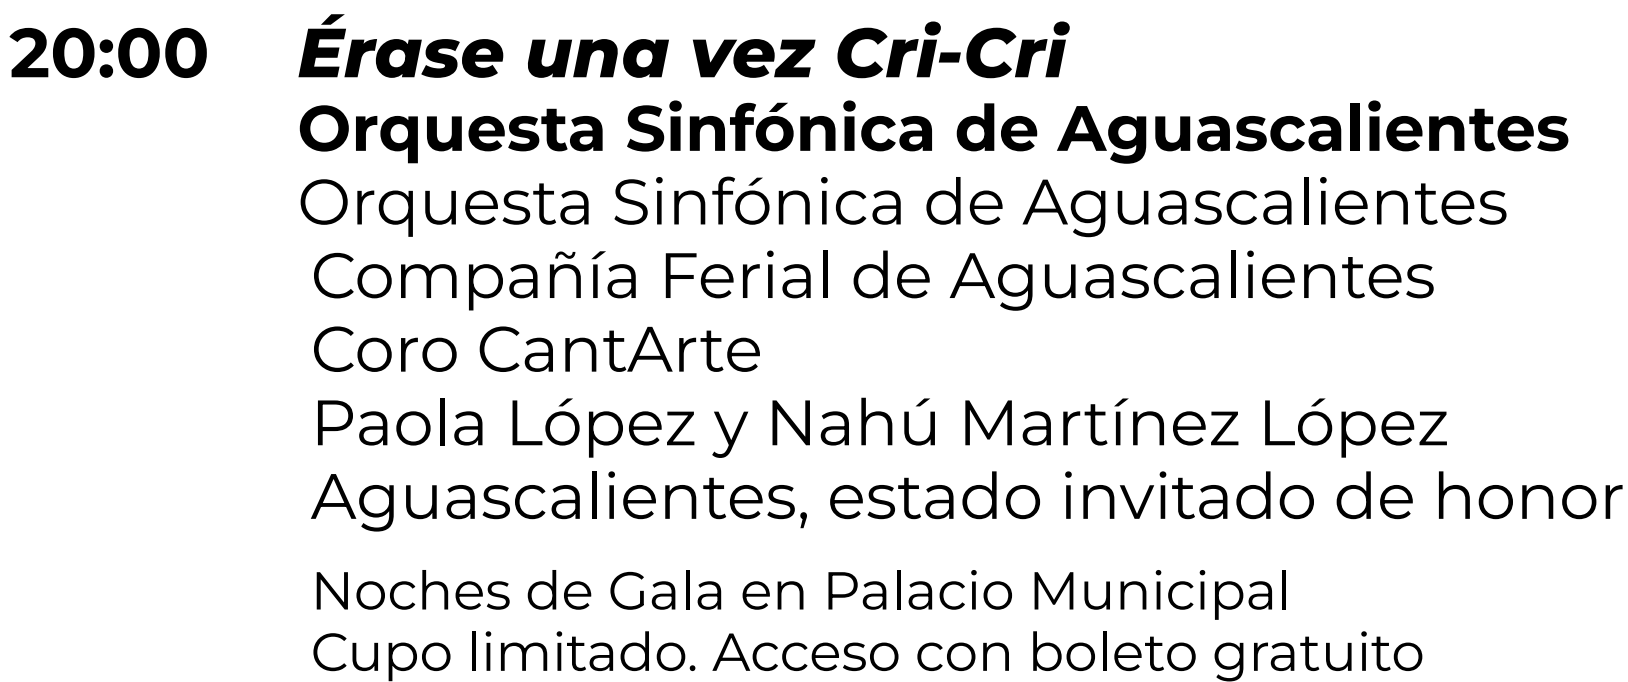 20:00 Érase una vez Cri-Cri
Orquesta Sinfónica de Aguascalientes
Orquesta Sinfónica de Aguascalientes
Compañía Ferial de Aguascalientes
Coro CantArte
Paola López y Nahú Martínez López
Aguascalientes, estado invitado de honor
Noches de Gala en Palacio Municipal
Cupo limitado. Acceso con boleto gratuito